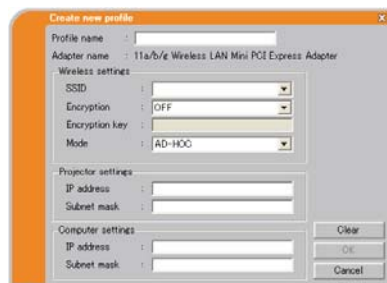 Create new profile
x
Profile name :
Adapter name : 11a/b/g Wireless LAN Mini PCI Express Adapter
Wireless settings
SSID :
Encryption : OFF
Encryption key :
Mode : AD-HOC
Projector settings
IP address :
Subnet mask :
Computer settings
IP address :
Subnet mask :
Clear
OK
Cancel